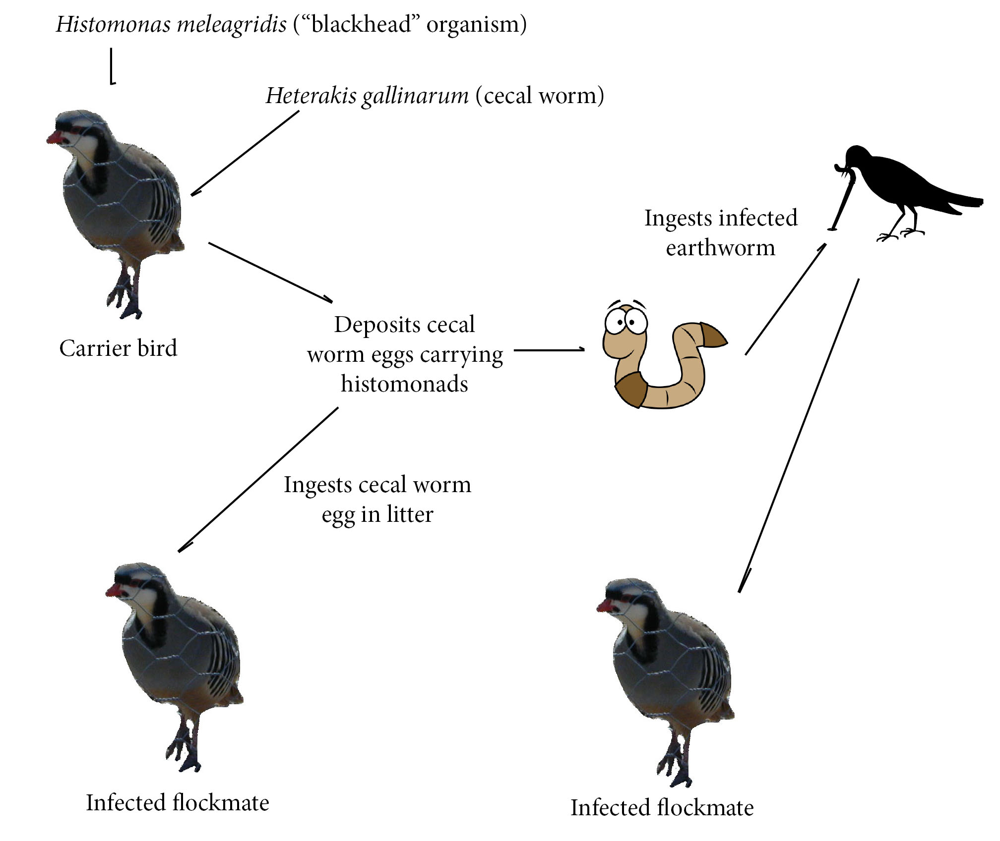 Histomonas meleagridis (“blackhead” organism)
Heterakis gallinarum (cecal worm)
Ingests infected
earthworm
Deposits cecal
worm eggs carrying
histomonads
Carrier bird
Ingests cecal worm
egg in litter
Infected flockmate
Infected flockmate